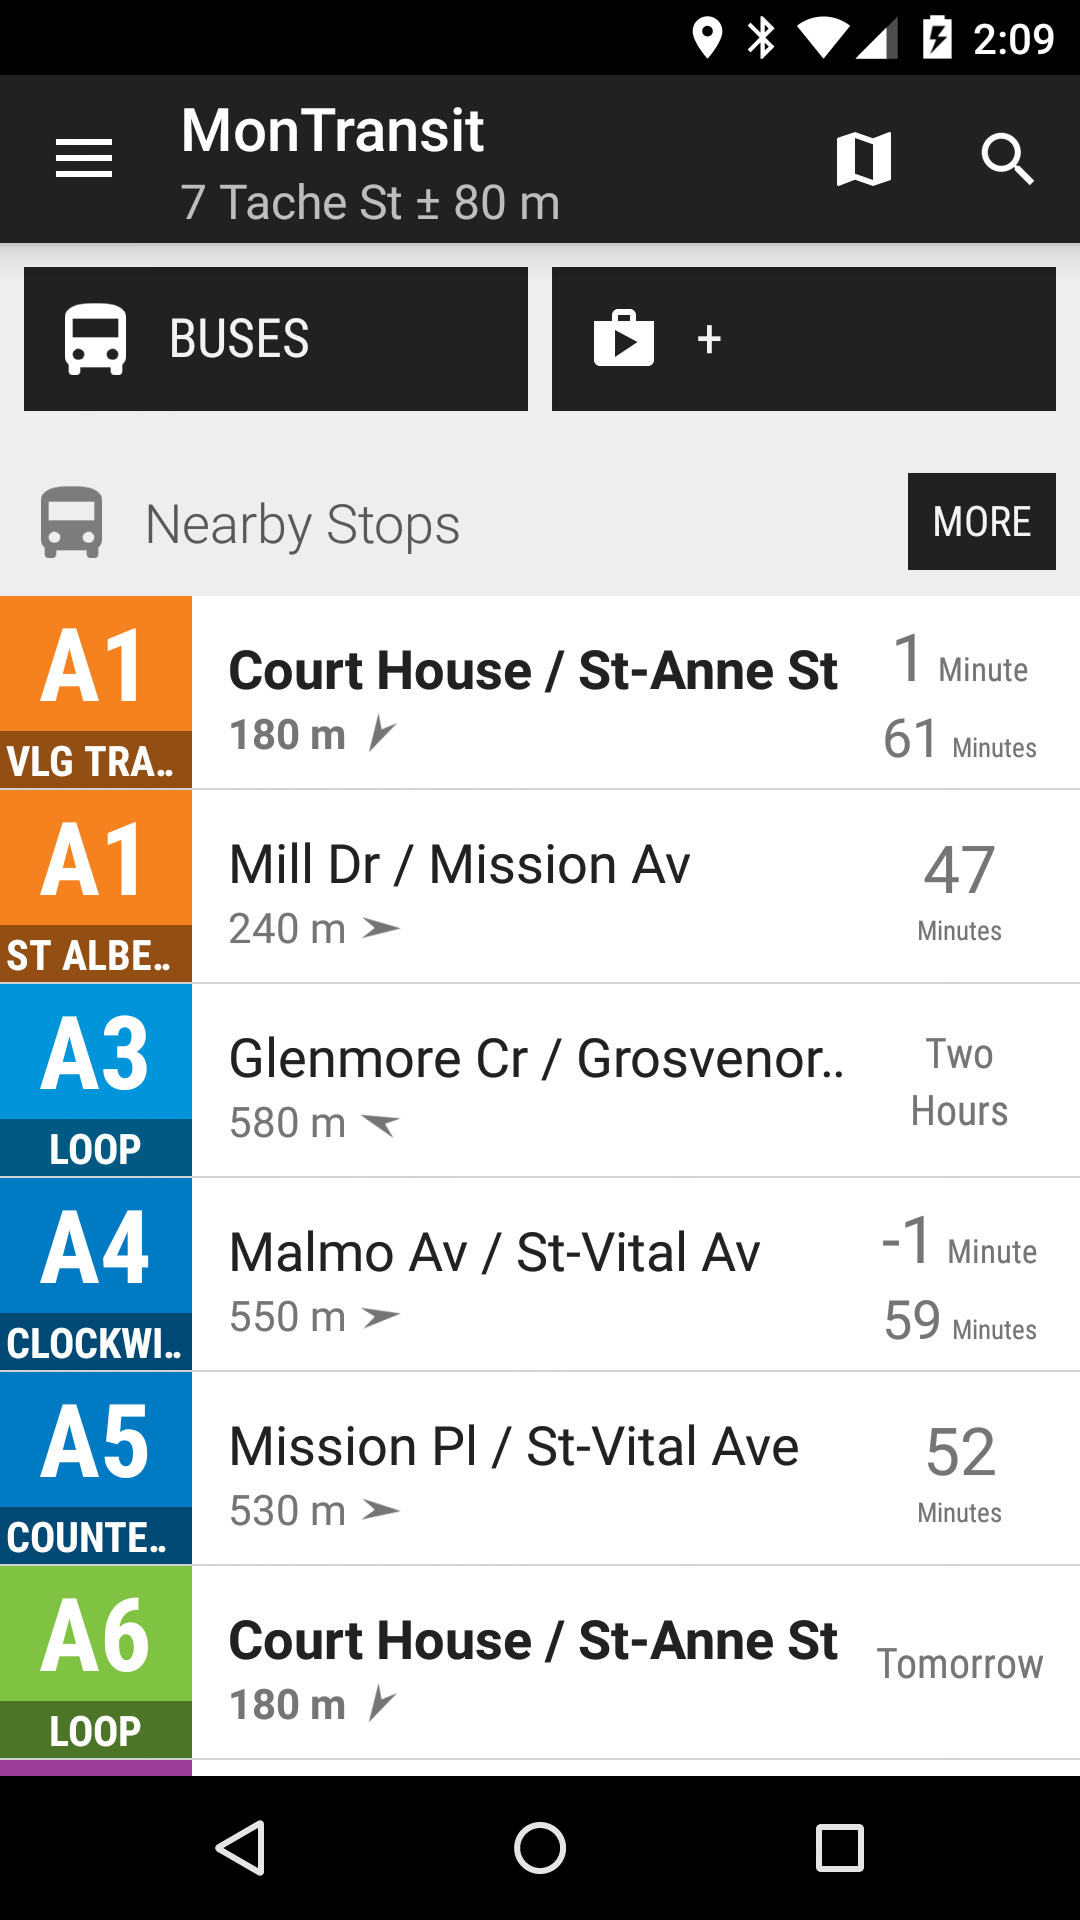 2:09
MonTransit
7 Tache St ± 80 m
BUSES
+
Nearby Stops
MORE
A1
VLG TRA..
Court House / St-Anne St
180 m
1 Minute
61 Minutes
A1
ST ALBE..
Mill Dr / Mission Av
240 m
47
Minutes
A3
LOOP
Glenmore Cr / Grosvenor..
580 m
Two
Hours
A4
CLOCKWI..
Malmo Av / St-Vital Av
550 m
-1 Minute
59 Minutes
A5
COUNTE..
Mission Pl / St-Vital Ave
530 m
52
Minutes
A6
LOOP
Court House / St-Anne St
180 m
Tomorrow